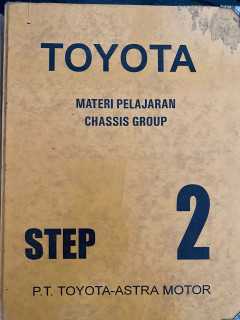 TOYOTA
MATERI PELAJARAN
CHASSIS GROUP
STEP 2
P.T. TOYOTA-ASTRA MOTOR